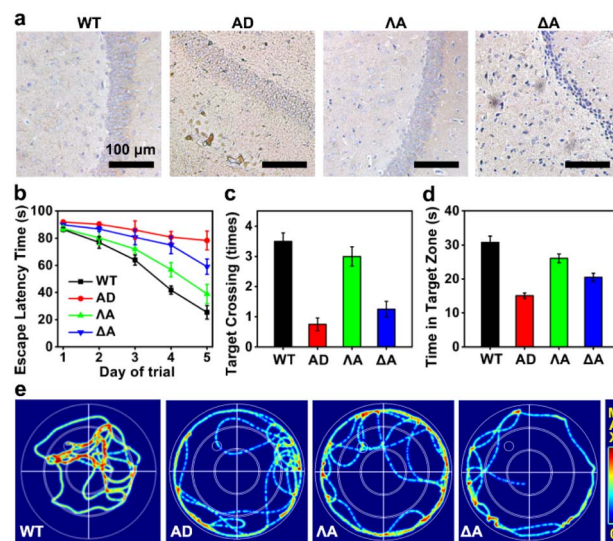 a
WT AD ΛA ΔA
100 μm
b
Escape Latency Time (s)
100
80
60
40
20
0
WT
AD
ΛA
ΔA
1 2 3 4 5
Day of trial
c
Target Crossing (times)
4
3
2
1
0
WT AD ΛA ΔA
d
Time in Target Zone (s)
40
30
20
10
0
WT AD ΛA ΔA
e
WT AD ΛA ΔA